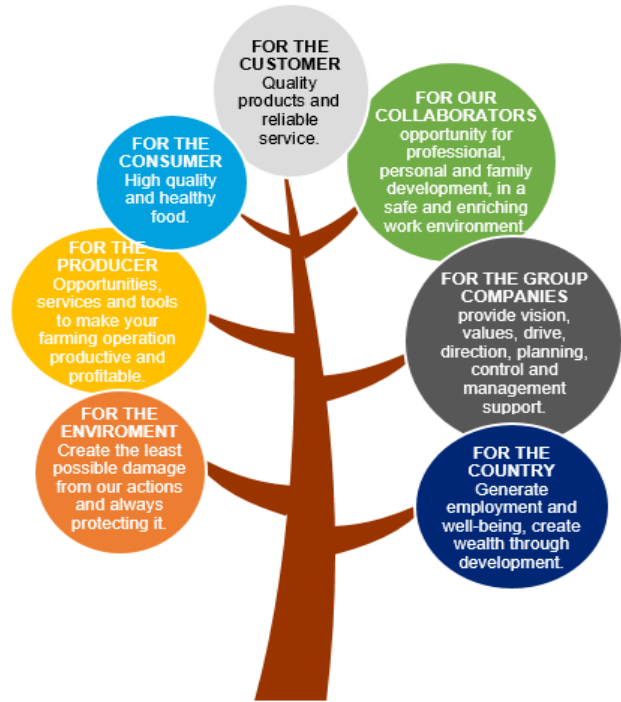 FOR THE
CUSTOMER
Quality
products and
reliable
service.
FOR OUR
COLLABORATORS
opportunity for
professional,
personal and family
development, in a
safe and enriching
work environment.
FOR THE
CONSUMER
High quality
and healthy
food.
FOR THE
PRODUCER
Opportunities,
services and tools
to make your
farming operation
productive and
profitable.
FOR THE GROUP
COMPANIES
provide vision,
values, drive,
direction, planning,
control and
management
support.
FOR THE
ENVIROMENT
Create the least
possible damage
from our actions
and always
protecting it.
FOR THE
COUNTRY
Generate
employment and
well-being, create
wealth through
development.